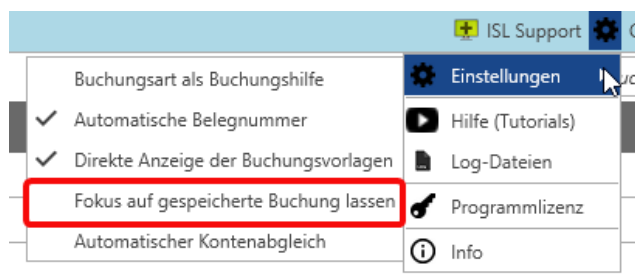 ISL Support
Buchungsart als Buchungshilfe
Automatische Belegnummer
Direkte Anzeige der Buchungsvorlagen
Fokus auf gespeicherte Buchung lassen
Automatischer Kontenabgleich
Einstellungen
Hilfe (Tutorials)
Log-Dateien
Programmlizenz
Info